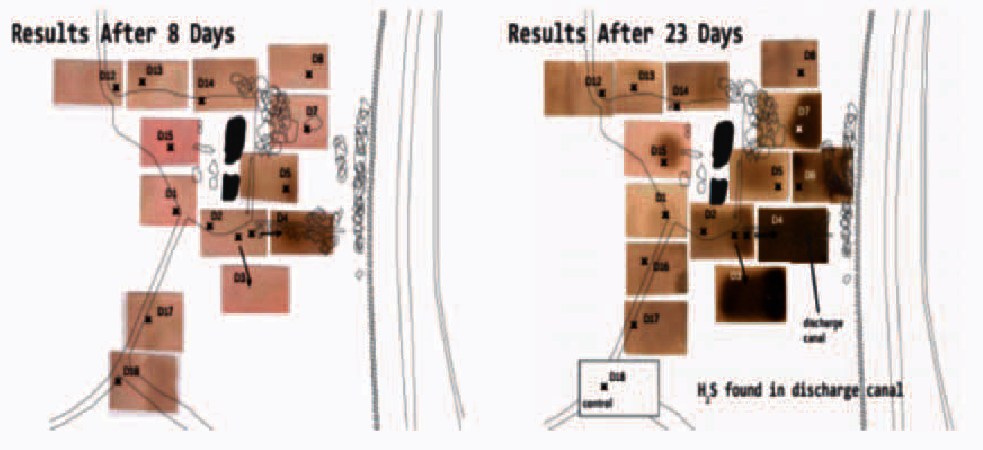 Results After 8 Days
D12
D13
D14
D8
D7
D15
D5
D1
D2
D4
D3
D17
D18
Results After 23 Days
D12
D13
D14
D8
D7
D15
D5
D6
D1
D2
D4
D3
D16
D17
discharge
canal
D18
control
H2S found in discharge canal